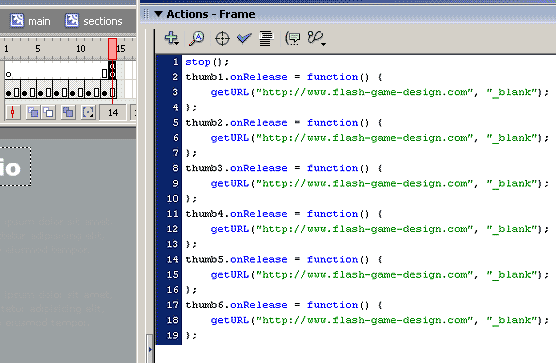 main sections
Actions - Frame
1 5 10 15
14
io
1 stop();
2 thumb1.onRelease = function() {
3 getURL("http://www.flash-game-design.com", "_blank");
4 };
5 thumb2.onRelease = function() {
6 getURL("http://www.flash-game-design.com", "_blank");
7 };
8 thumb3.onRelease = function() {
9 getURL("http://www.flash-game-design.com", "_blank");
10 };
11 thumb4.onRelease = function() {
12 getURL("http://www.flash-game-design.com", "_blank");
13 };
14 thumb5.onRelease = function() {
15 getURL("http://www.flash-game-design.com", "_blank");
16 };
17 thumb6.onRelease = function() {
18 getURL("http://www.flash-game-design.com", "_blank");
19 };